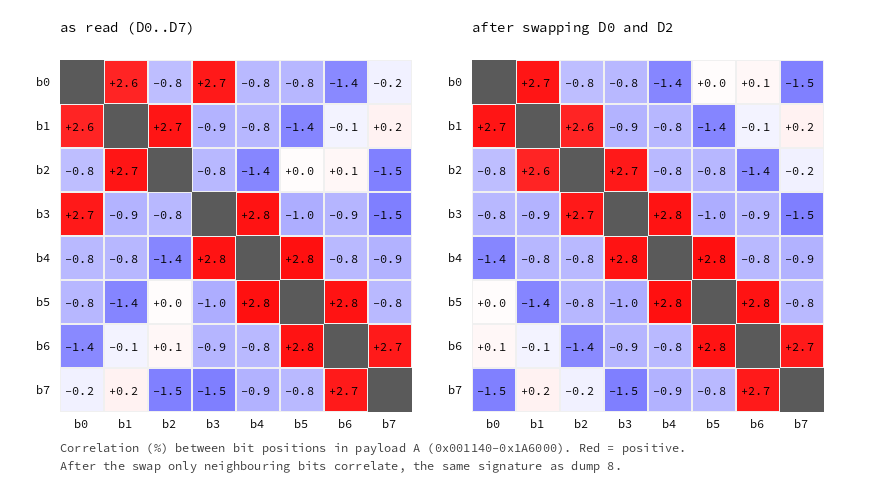 as read (D0..D7) after swapping D0 and D2
b0 +2.6 −0.8 +2.7 −0.8 −0.8 −1.4 −0.2 b0 +2.7 −0.8 −0.8 −1.4 +0.0 +0.1 −1.5
b1 +2.6 +2.7 −0.9 −0.8 −1.4 −0.1 +0.2 b1 +2.7 +2.6 −0.9 −0.8 −1.4 −0.1 +0.2
b2 −0.8 +2.7 −0.8 −1.4 +0.0 +0.1 −1.5 b2 −0.8 +2.6 +2.7 −0.8 −0.8 −1.4 −0.2
b3 +2.7 −0.9 −0.8 +2.8 −1.0 −0.9 −1.5 b3 −0.8 −0.9 +2.7 +2.8 −1.0 −0.9 −1.5
b4 −0.8 −0.8 −1.4 +2.8 +2.8 −0.8 −0.9 b4 −1.4 −0.8 −0.8 +2.8 +2.8 −0.8 −0.9
b5 −0.8 −1.4 +0.0 −1.0 +2.8 +2.8 −0.8 b5 +0.0 −1.4 −0.8 −1.0 +2.8 +2.8 −0.8
b6 −1.4 −0.1 +0.1 −0.9 −0.8 +2.8 +2.7 b6 +0.1 −0.1 −1.4 −0.9 −0.8 +2.8 +2.7
b7 −0.2 +0.2 −1.5 −1.5 −0.9 −0.8 +2.7 b7 −1.5 +0.2 −0.2 −1.5 −0.9 −0.8 +2.7
b0 b1 b2 b3 b4 b5 b6 b7 b0 b1 b2 b3 b4 b5 b6 b7
Correlation (%) between bit positions in payload A (0x001140-0x1A6000). Red = positive.
After the swap only neighbouring bits correlate, the same signature as dump 8.